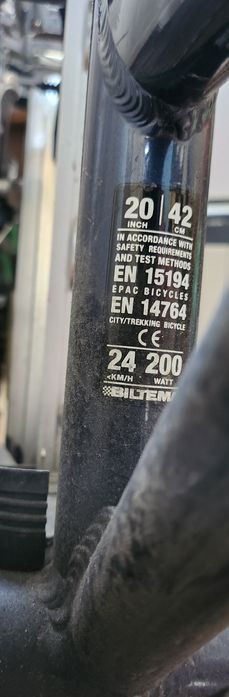 20 | 42
INCH CM
IN ACCORDANCE WITH
SAFETY REQUIREMENTS
AND TEST METHODS
EN 15194
EPAC BICYCLES
EN 14764
CITY/TREKKING BICYCLE
CE
24 200
<KM/H WATT
BILTEMA